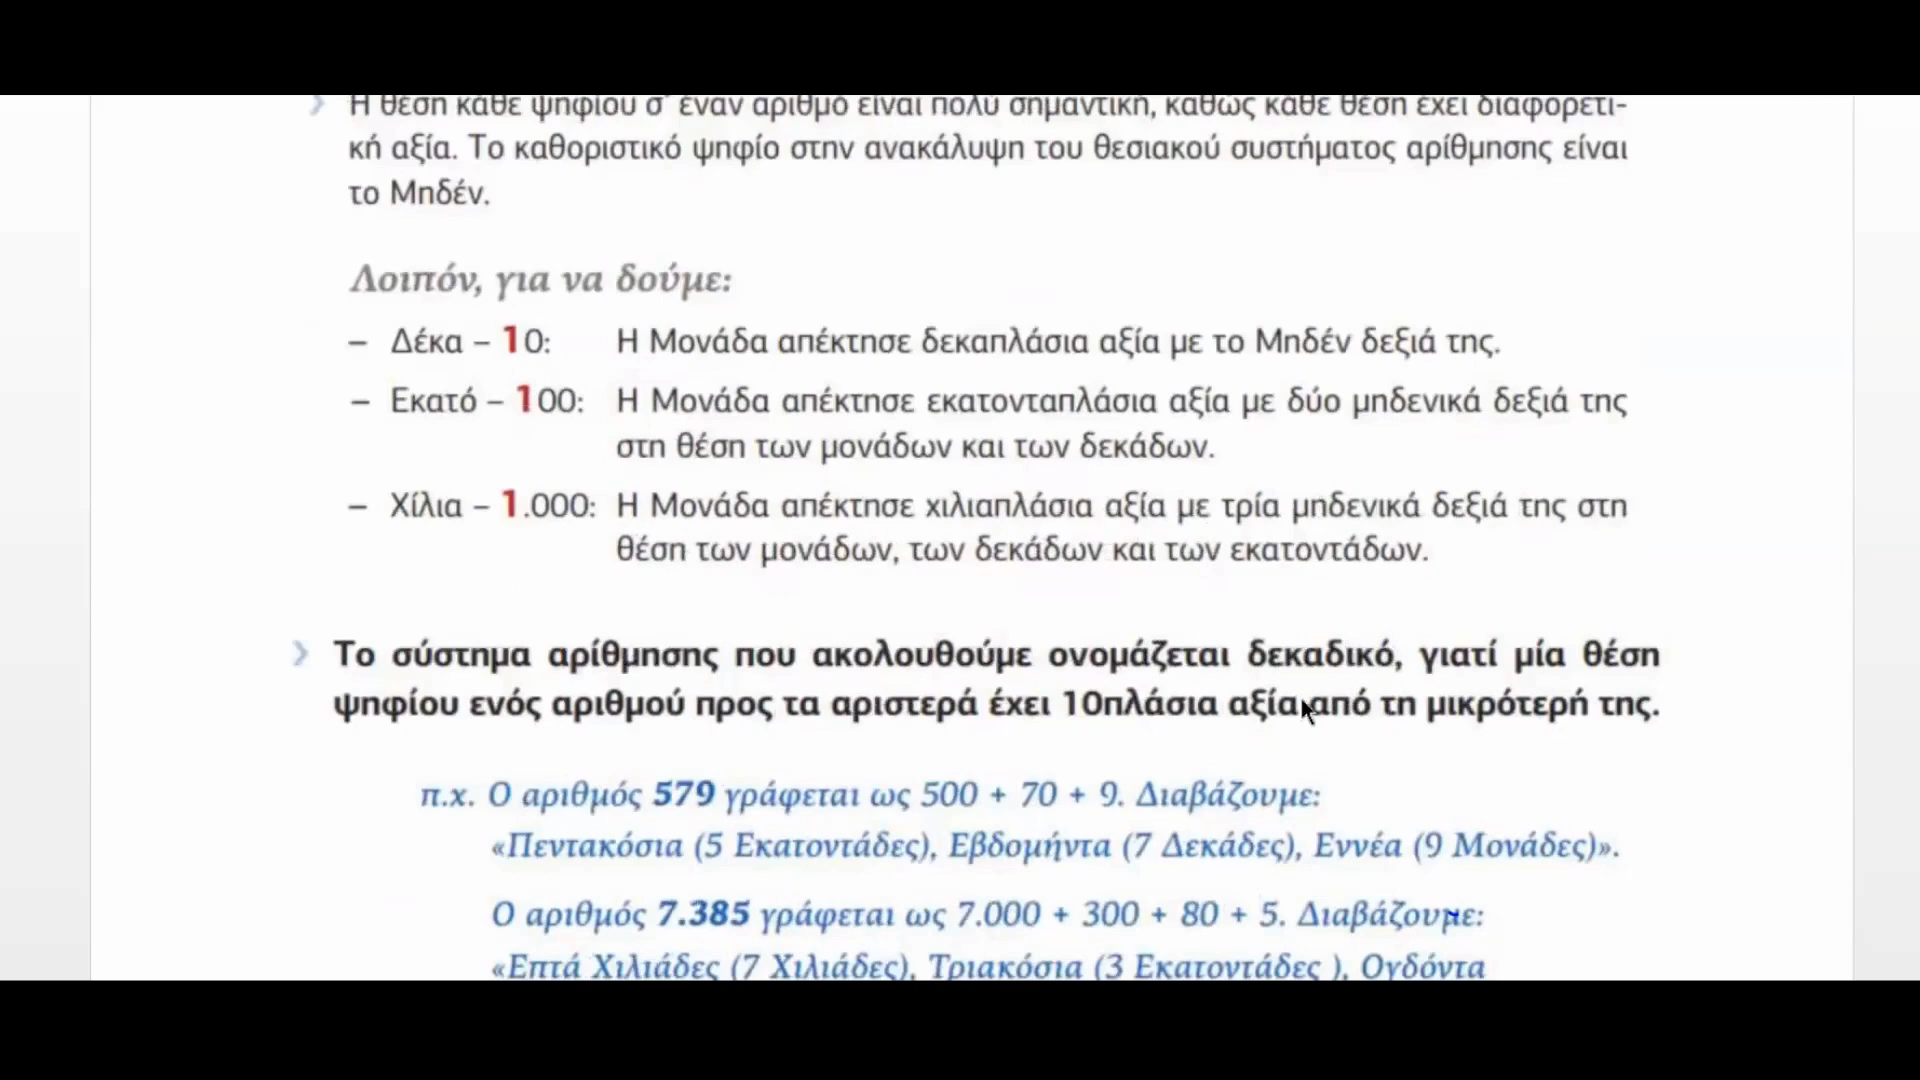 Η θέση κάθε ψηφίου σ' έναν αριθμό είναι πολύ σημαντική, καθώς κάθε θέση έχει διαφορετι-
κή αξία. Το καθοριστικό ψηφίο στην ανακάλυψη του θεσιακού συστήματος αρίθμησης είναι
το Μηδέν.
Λοιπόν, για να δούμε:
– Δέκα – 10: Η Μονάδα απέκτησε δεκαπλάσια αξία με το Μηδέν δεξιά της.
– Εκατό – 100: Η Μονάδα απέκτησε εκατονταπλάσια αξία με δύο μηδενικά δεξιά της
στη θέση των μονάδων και των δεκάδων.
– Χίλια – 1.000: Η Μονάδα απέκτησε χιλιαπλάσια αξία με τρία μηδενικά δεξιά της στη
θέση των μονάδων, των δεκάδων και των εκατοντάδων.
Το σύστημα αρίθμησης που ακολουθούμε ονομάζεται δεκαδικό, γιατί μία θέση
ψηφίου ενός αριθμού προς τα αριστερά έχει 10πλάσια αξία από τη μικρότερή της.
π.χ. Ο αριθμός 579 γράφεται ως 500 + 70 + 9. Διαβάζουμε:
«Πεντακόσια (5 Εκατοντάδες), Εβδομήντα (7 Δεκάδες), Εννέα (9 Μονάδες)».
Ο αριθμός 7.385 γράφεται ως 7.000 + 300 + 80 + 5. Διαβάζουμε:
«Επτά Χιλιάδες (7 Χιλιάδες), Τριακόσια (3 Εκατοντάδες ), Ογδόντα